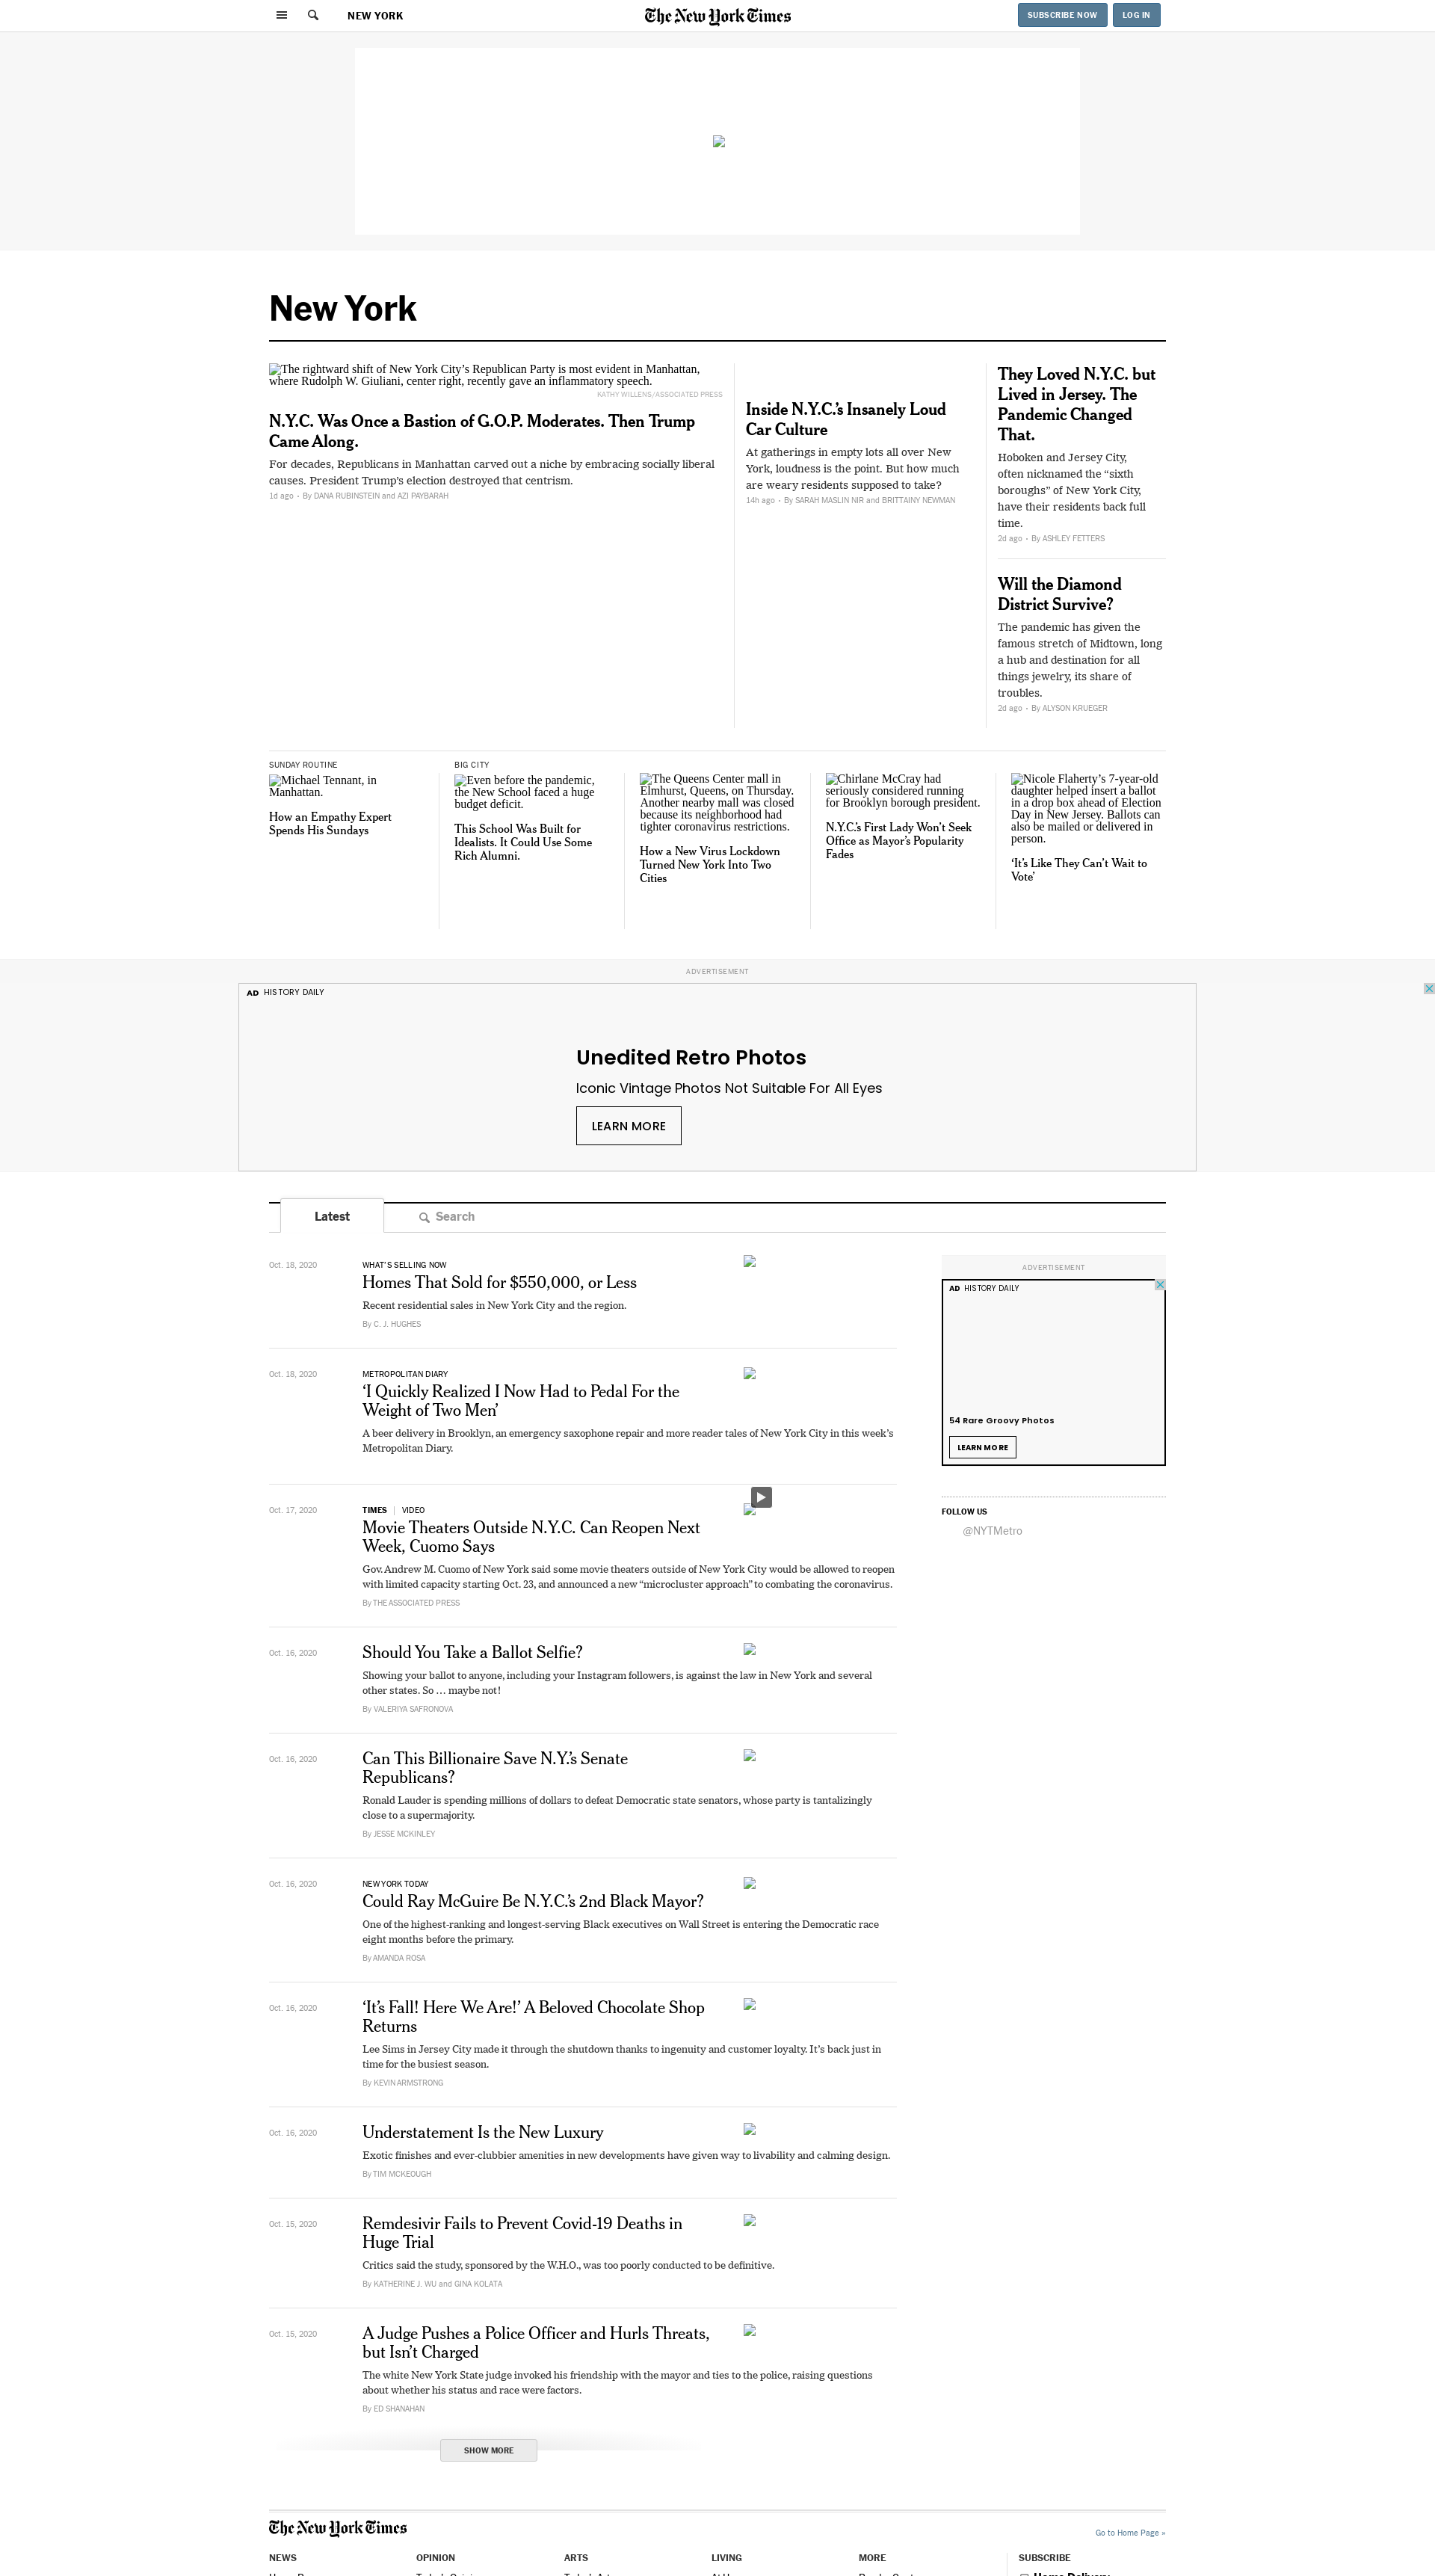 NEW YORK
The New York Times
SUBSCRIBE NOW
LOG IN
New York
The rightward shift of New York City's Republican Party is most evident in Manhattan,
where Rudolph W. Giuliani, center right, recently gave an inflammatory speech.
KATHY WILLENS/ASSOCIATED PRESS
N.Y.C. Was Once a Bastion of G.O.P. Moderates. Then Trump
Came Along.
For decades, Republicans in Manhattan carved out a niche by embracing socially liberal
causes. President Trump's election destroyed that centrism.
1d ago • By DANA RUBINSTEIN and AZI PAYBARAH
Inside N.Y.C.'s Insanely Loud
Car Culture
At gatherings in empty lots all over New
York, loudness is the point. But how much
are weary residents supposed to take?
14h ago • By SARAH MASLIN NIR and BRITTAINY NEWMAN
They Loved N.Y.C. but
Lived in Jersey. The
Pandemic Changed
That.
Hoboken and Jersey City,
often nicknamed the “sixth
boroughs” of New York City,
have their residents back full
time.
2d ago • By ASHLEY FETTERS
Will the Diamond
District Survive?
The pandemic has given the
famous stretch of Midtown, long
a hub and destination for all
things jewelry, its share of
troubles.
2d ago • By ALYSON KRUEGER
SUNDAY ROUTINE
Michael Tennant, in
Manhattan.
How an Empathy Expert
Spends His Sundays
BIG CITY
Even before the pandemic,
the New School faced a huge
budget deficit.
This School Was Built for
Idealists. It Could Use Some
Rich Alumni.
The Queens Center mall in
Elmhurst, Queens, on Thursday.
Another nearby mall was closed
because its neighborhood had
tighter coronavirus restrictions.
How a New Virus Lockdown
Turned New York Into Two
Cities
Chirlane McCray had
seriously considered running
for Brooklyn borough president.
N.Y.C.'s First Lady Won't Seek
Office as Mayor's Popularity
Fades
Nicole Flaherty's 7-year-old
daughter helped insert a ballot
in a drop box ahead of Election
Day in New Jersey. Ballots can
also be mailed or delivered in
person.
‘It's Like They Can't Wait to
Vote’
ADVERTISEMENT
AD HISTORY DAILY
Unedited Retro Photos
Iconic Vintage Photos Not Suitable For All Eyes
LEARN MORE
Latest
Search
Oct. 18, 2020
WHAT'S SELLING NOW
Homes That Sold for $550,000, or Less
Recent residential sales in New York City and the region.
By C. J. HUGHES
Oct. 18, 2020
METROPOLITAN DIARY
‘I Quickly Realized I Now Had to Pedal For the
Weight of Two Men’
A beer delivery in Brooklyn, an emergency saxophone repair and more reader tales of New York City in this week's
Metropolitan Diary.
Oct. 17, 2020
TIMES | VIDEO
Movie Theaters Outside N.Y.C. Can Reopen Next
Week, Cuomo Says
Gov. Andrew M. Cuomo of New York said some movie theaters outside of New York City would be allowed to reopen
with limited capacity starting Oct. 23, and announced a new “microcluster approach” to combating the coronavirus.
By THE ASSOCIATED PRESS
Oct. 16, 2020
Should You Take a Ballot Selfie?
Showing your ballot to anyone, including your Instagram followers, is against the law in New York and several
other states. So … maybe not!
By VALERIYA SAFRONOVA
Oct. 16, 2020
Can This Billionaire Save N.Y.'s Senate
Republicans?
Ronald Lauder is spending millions of dollars to defeat Democratic state senators, whose party is tantalizingly
close to a supermajority.
By JESSE MCKINLEY
Oct. 16, 2020
NEW YORK TODAY
Could Ray McGuire Be N.Y.C.'s 2nd Black Mayor?
One of the highest-ranking and longest-serving Black executives on Wall Street is entering the Democratic race
eight months before the primary.
By AMANDA ROSA
Oct. 16, 2020
‘It's Fall! Here We Are!’ A Beloved Chocolate Shop
Returns
Lee Sims in Jersey City made it through the shutdown thanks to ingenuity and customer loyalty. It's back just in
time for the busiest season.
By KEVIN ARMSTRONG
Oct. 16, 2020
Understatement Is the New Luxury
Exotic finishes and ever-clubbier amenities in new developments have given way to livability and calming design.
By TIM MCKEOUGH
Oct. 15, 2020
Remdesivir Fails to Prevent Covid-19 Deaths in
Huge Trial
Critics said the study, sponsored by the W.H.O., was too poorly conducted to be definitive.
By KATHERINE J. WU and GINA KOLATA
Oct. 15, 2020
A Judge Pushes a Police Officer and Hurls Threats,
but Isn't Charged
The white New York State judge invoked his friendship with the mayor and ties to the police, raising questions
about whether his status and race were factors.
By ED SHANAHAN
SHOW MORE
ADVERTISEMENT
AD HISTORY DAILY
54 Rare Groovy Photos
LEARN MORE
FOLLOW US
@NYTMetro
The New York Times
Go to Home Page »
NEWS
OPINION
ARTS
LIVING
MORE
SUBSCRIBE